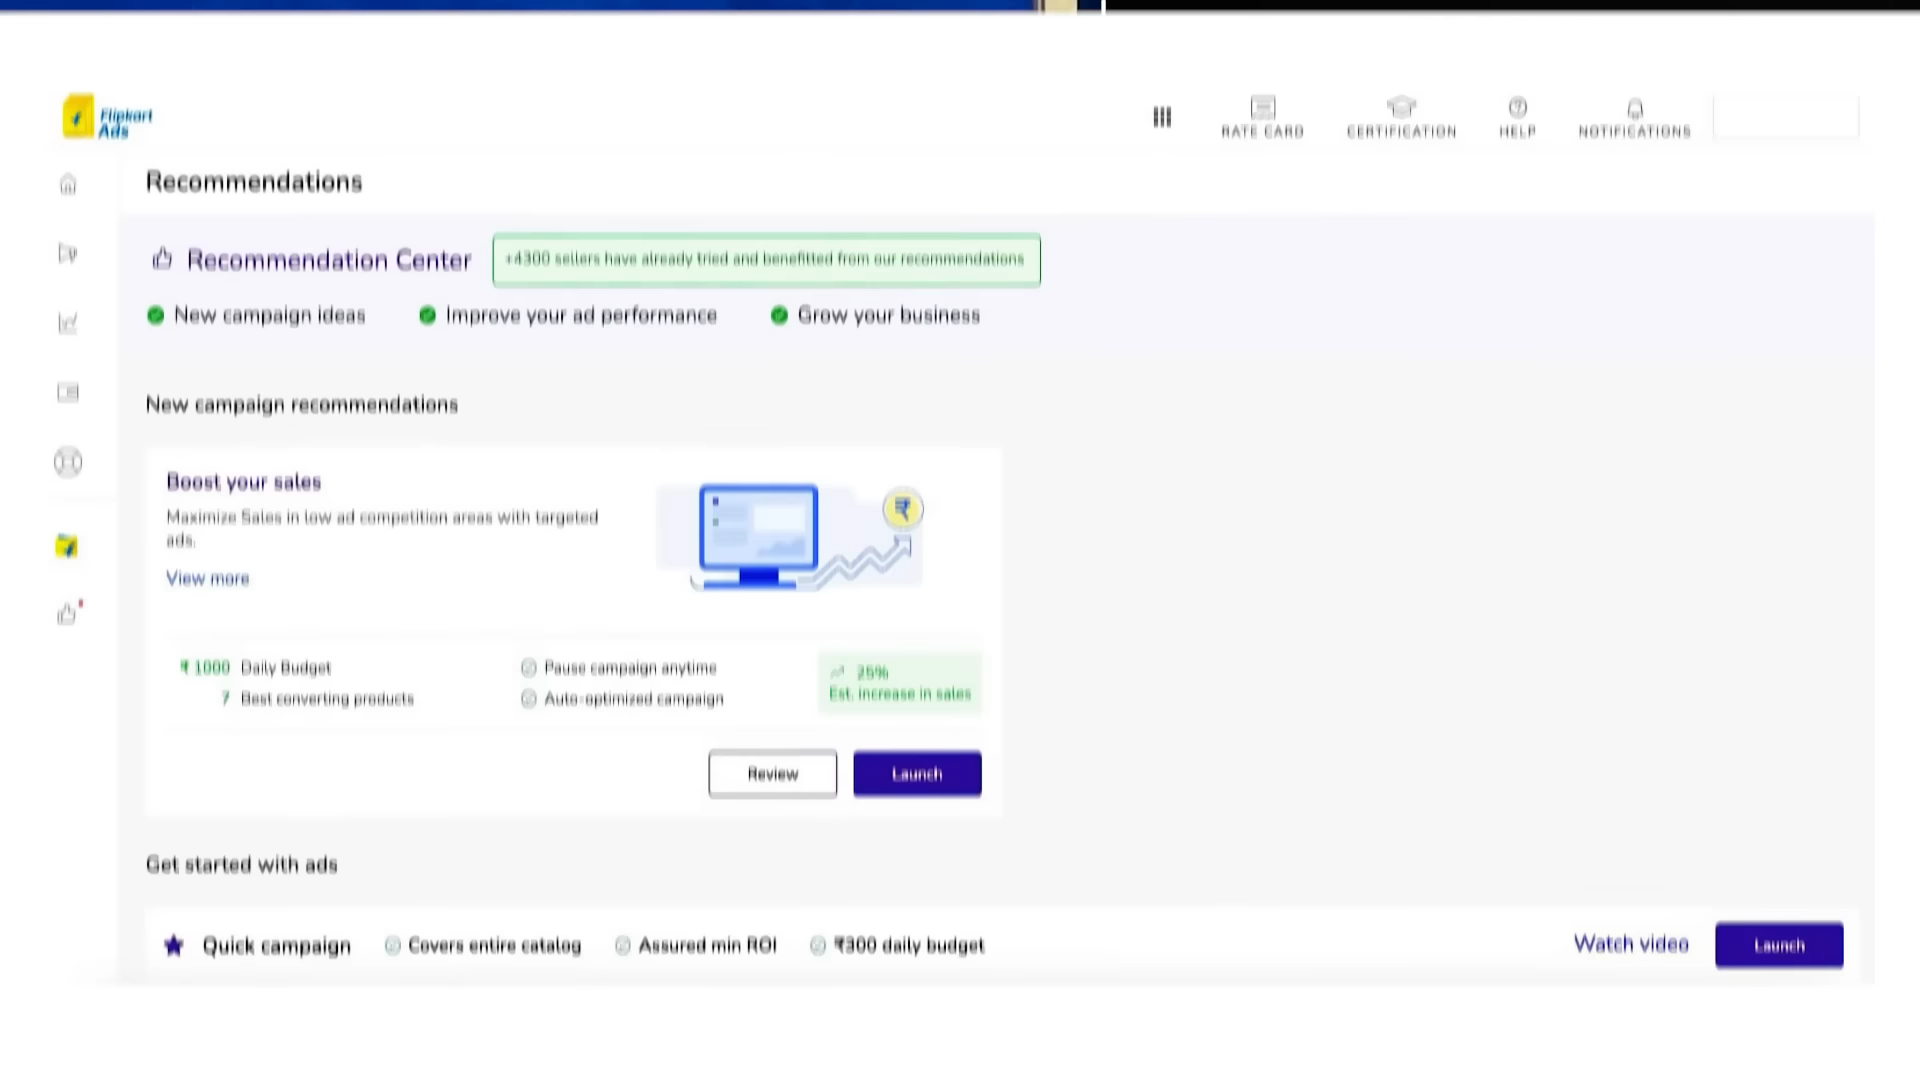 Flipkart
Ads
RATE CARD
CERTIFICATION
HELP
NOTIFICATIONS
Recommendations
Recommendation Center
+4300 sellers have already tried and benefitted from our recommendations
New campaign ideas
Improve your ad performance
Grow your business
New campaign recommendations
Boost your sales
Maximize Sales in low ad competition areas with targeted
ads.
View more
₹
₹ 1000 Daily Budget
Pause campaign anytime
25%
7 Best converting products
Auto-optimized campaign
Est. increase in sales
Review
Launch
Get started with ads
Quick campaign
Covers entire catalog
Assured min ROI
₹300 daily budget
Watch video
Launch